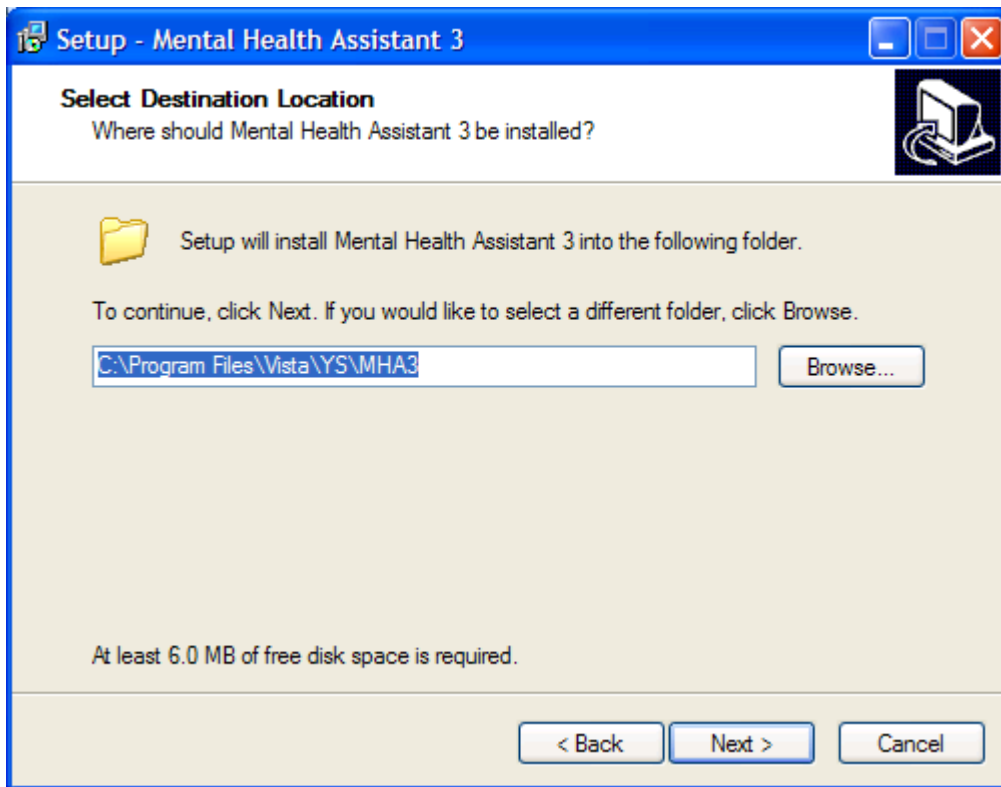 Setup - Mental Health Assistant 3
Select Destination Location
Where should Mental Health Assistant 3 be installed?
Setup will install Mental Health Assistant 3 into the following folder.
To continue, click Next. If you would like to select a different folder, click Browse.
C:\Program Files\Vista\YS\MHA3
Browse...
At least 6.0 MB of free disk space is required.
< Back Next > Cancel